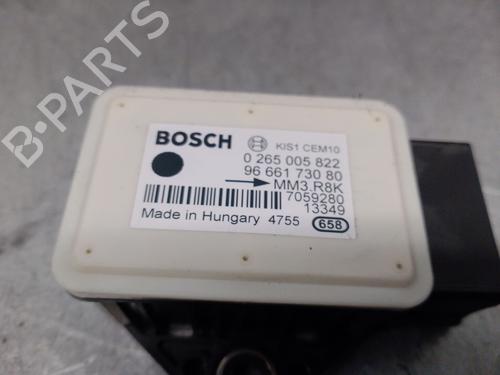 B-PARTS
BOSCH KIS1 CEM10
0 265 005 822
96 661 730 80
MM3.R8K
7059280
13349
Made in Hungary 4755 658